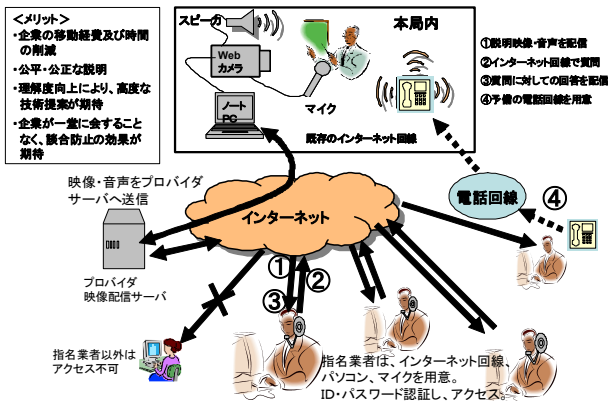 ＜メリット＞
・企業の移動経費及び時間
の削減
・公平・公正な説明
・理解度向上により、高度な
技術提案が期待
・企業が一堂に会すること
なく、談合防止の効果が
期待
スピーカ
本局内
Web
カメラ
マイク
ノート
PC
既存のインターネット回線
①説明映像・音声を配信
②インターネット回線で質問
③質問に対しての回答を配信
④予備の電話回線を用意
映像・音声をプロバイダ
サーバへ送信
インターネット
電話回線
④
プロバイダ
映像配信サーバ
①
②
③
指名業者以外は
アクセス不可
指名業者は、インターネット回線、
パソコン、マイクを用意。
ID・パスワード認証し、アクセス。